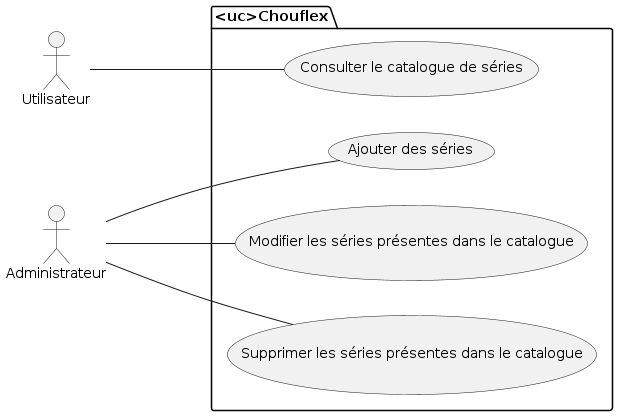 <uc>Chouflex
Utilisateur
Consulter le catalogue de séries
Ajouter des séries
Administrateur
Modifier les séries présentes dans le catalogue
Supprimer les séries présentes dans le catalogue